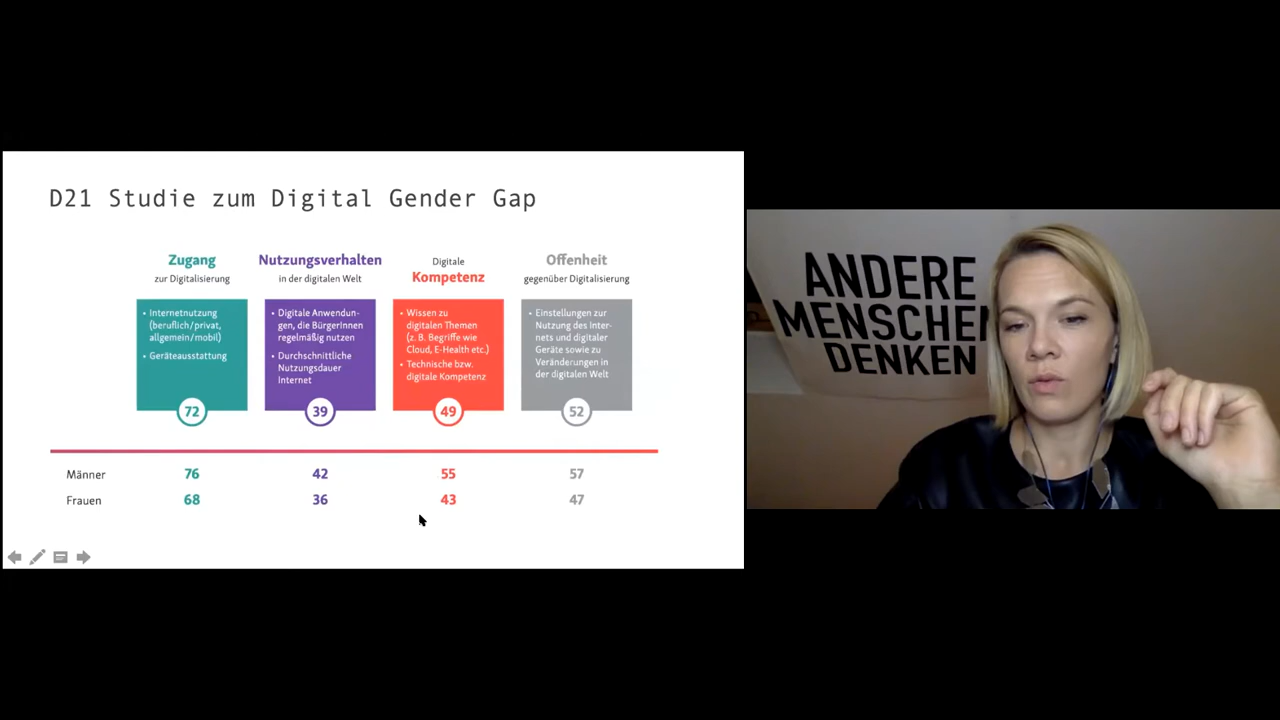 D21 Studie zum Digital Gender Gap
Zugang
zur Digitalisierung
• Internetnutzung
(beruflich/privat,
allgemein/mobil)
• Geräteausstattung
72
Nutzungsverhalten
in der digitalen Welt
• Digitale Anwendun-
gen, die BürgerInnen
regelmäßig nutzen
• Durchschnittliche
Nutzungsdauer
Internet
39
Digitale
Kompetenz
• Wissen zu
digitalen Themen
(z. B. Begriffe wie
Cloud, E-Health etc.)
• Technische bzw.
digitale Kompetenz
49
Offenheit
gegenüber Digitalisierung
• Einstellungen zur
Nutzung des Inter-
nets und digitaler
Geräte sowie zu
Veränderungen in
der digitalen Welt
52
Männer 76 42 55 57
Frauen 68 36 43 47
ANDERE
MENSCHEN
DENKEN